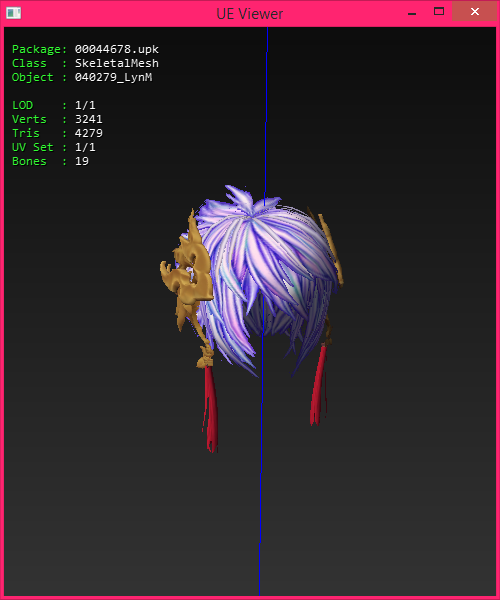 UE Viewer
Package: 00044678.upk
Class  : SkeletalMesh
Object : 040279_LynM
LOD    : 1/1
Verts  : 3241
Tris   : 4279
UV Set : 1/1
Bones  : 19